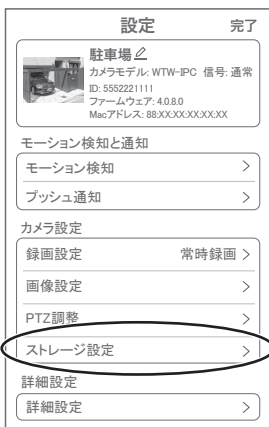 設定 完了
駐車場
カメラモデル: WTW-IPC 信号: 通常
ID: 5552221111
ファームウェア: 4.0.8.0
Macアドレス: 88:XX:XX:XX:XX:XX
モーション検知と通知
モーション検知
プッシュ通知
カメラ設定
録画設定 常時録画
画像設定
PTZ調整
ストレージ設定
詳細設定
詳細設定